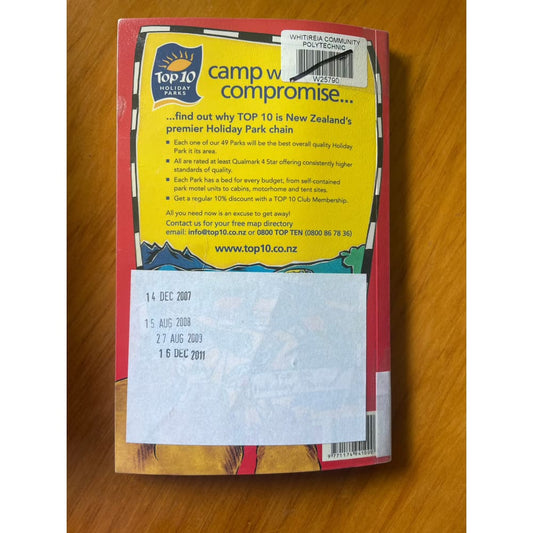 WHITIREIA COMMUNITY
POLYTECHNIC
W25790
TOP 10
HOLIDAY
PARKS
camp w
compromise...
...find out why TOP 10 is New Zealand's
premier Holiday Park chain
Each one of our 49 Parks will be the best overall quality Holiday
Park it its area.
All are rated at least Qualmark 4 Star offering consistently higher
standards of quality.
Each Park has a bed for every budget, from self-contained
park motel units to cabins, motorhome and tent sites.
Get a regular 10% discount with a TOP 10 Club Membership.
All you need now is an excuse to get away!
Contact us for your free map directory
email: info@top10.co.nz or 0800 TOP TEN (0800 86 78 36)
www.top10.co.nz
14 DEC 2007
15 AUG 2008
27 AUG 2009
16 DEC 2011